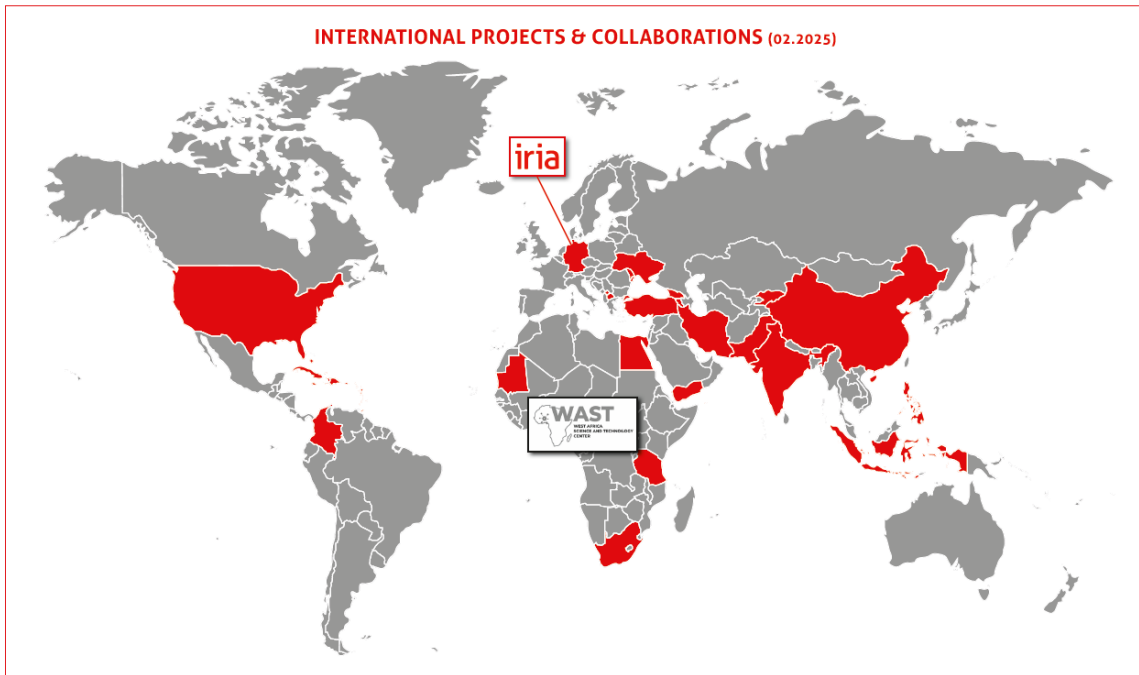 INTERNATIONAL PROJECTS & COLLABORATIONS (02.2025)
iria
WAST
WEST AFRICA
SCIENCE AND TECHNOLOGY
CENTER